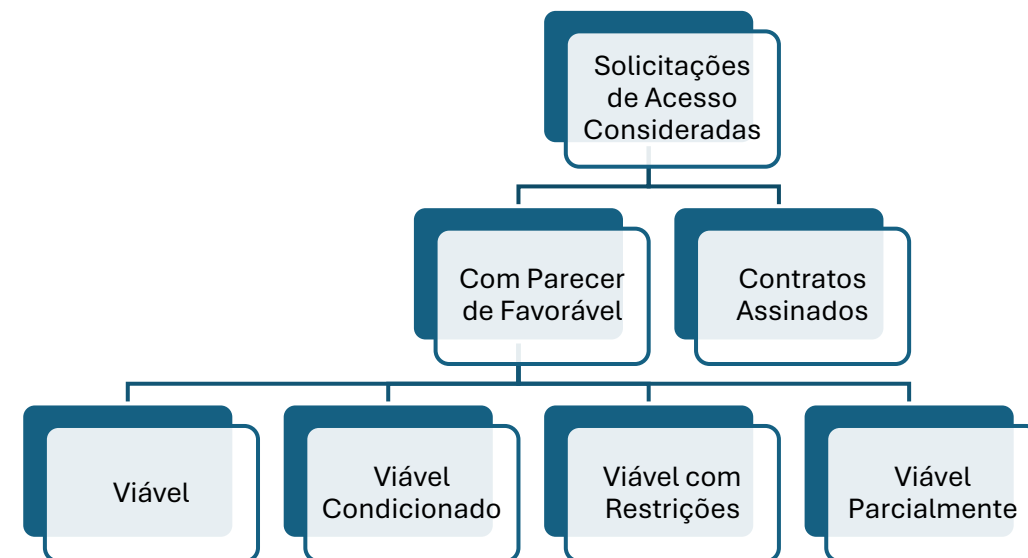 Solicitações
de Acesso
Consideradas
Com Parecer
de Favorável
Contratos
Assinados
Viável
Viável
Condicionado
Viável com
Restrições
Viável
Parcialmente